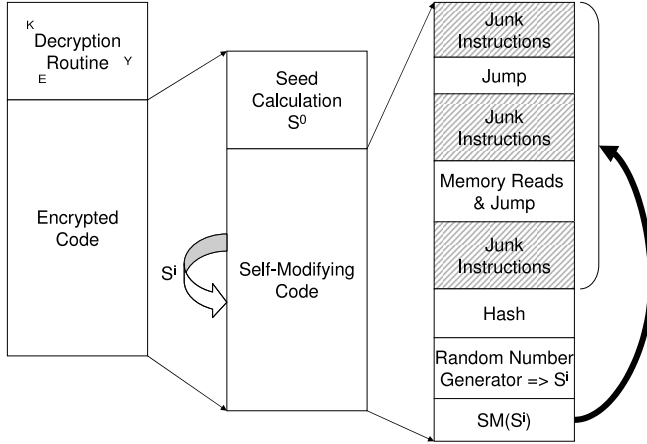 K
Decryption
Routine
Y
E
Encrypted
Code
Seed
Calculation
S⁰
Sⁱ
Self-Modifying
Code
Junk
Instructions
Jump
Junk
Instructions
Memory Reads
& Jump
Junk
Instructions
Hash
Random Number
Generator => Sⁱ
SM(Sⁱ)